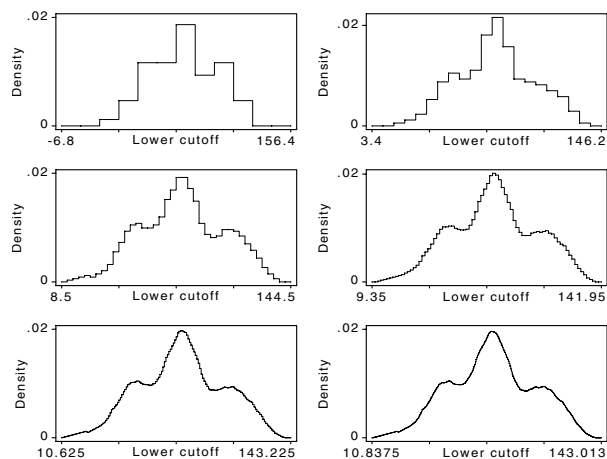 .02 .02
Density Density
0 0
-6.8 Lower cutoff 156.4 3.4 Lower cutoff 146.2
.02 .02
Density Density
0 0
8.5 Lower cutoff 144.5 9.35 Lower cutoff 141.95
.02 .02
Density Density
0 0
10.625 Lower cutoff 143.225 10.8375 Lower cutoff 143.013